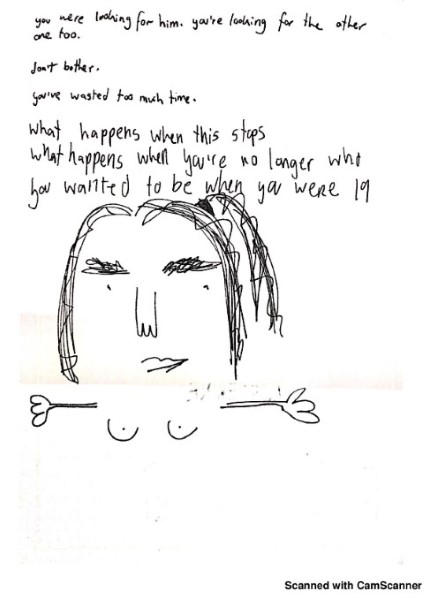 you were looking for him. you're looking for the other
one too.
don't bother.
you've wasted too much time.
what happens when this stops
what happens when you're no longer who
you wanted to be when you were 19
Scanned with CamScanner